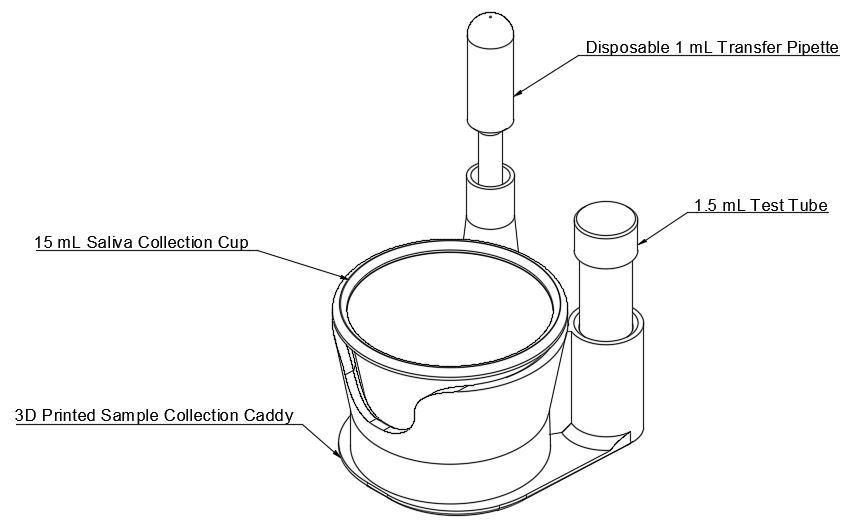 Disposable 1 mL Transfer Pipette
1.5 mL Test Tube
15 mL Saliva Collection Cup
3D Printed Sample Collection Caddy